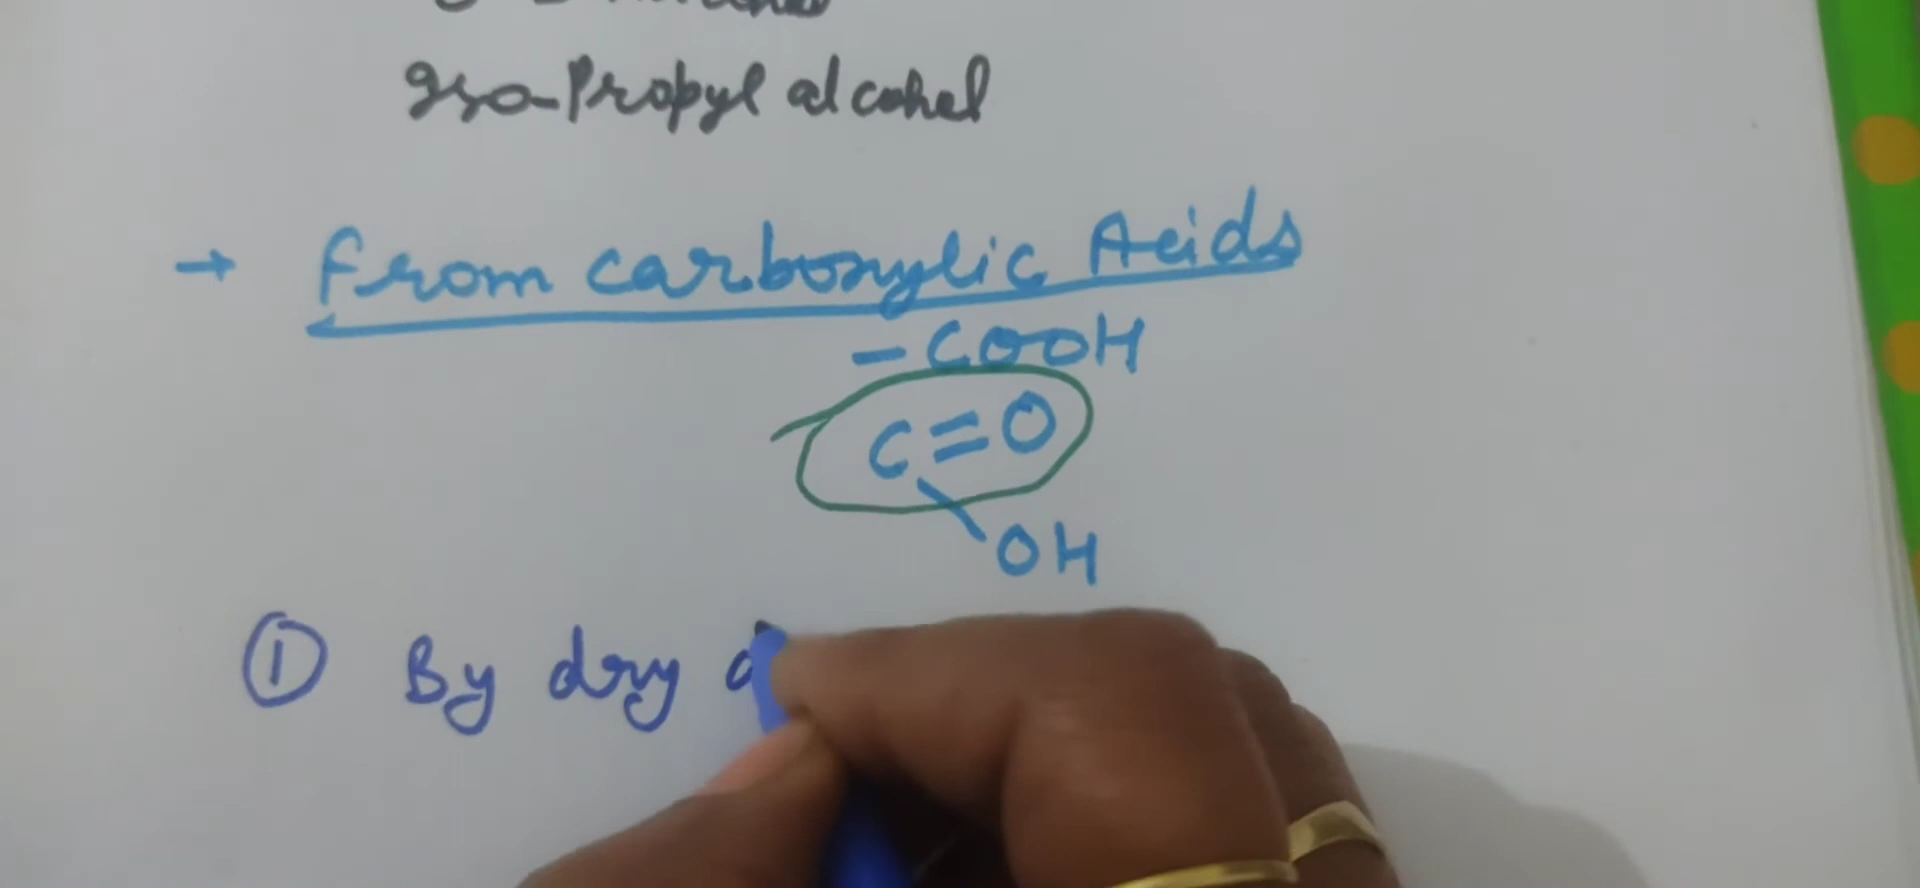 Iso-Propyl alcohol
→ From carboxylic Acids
- COOH
C=O
OH
① By dry d